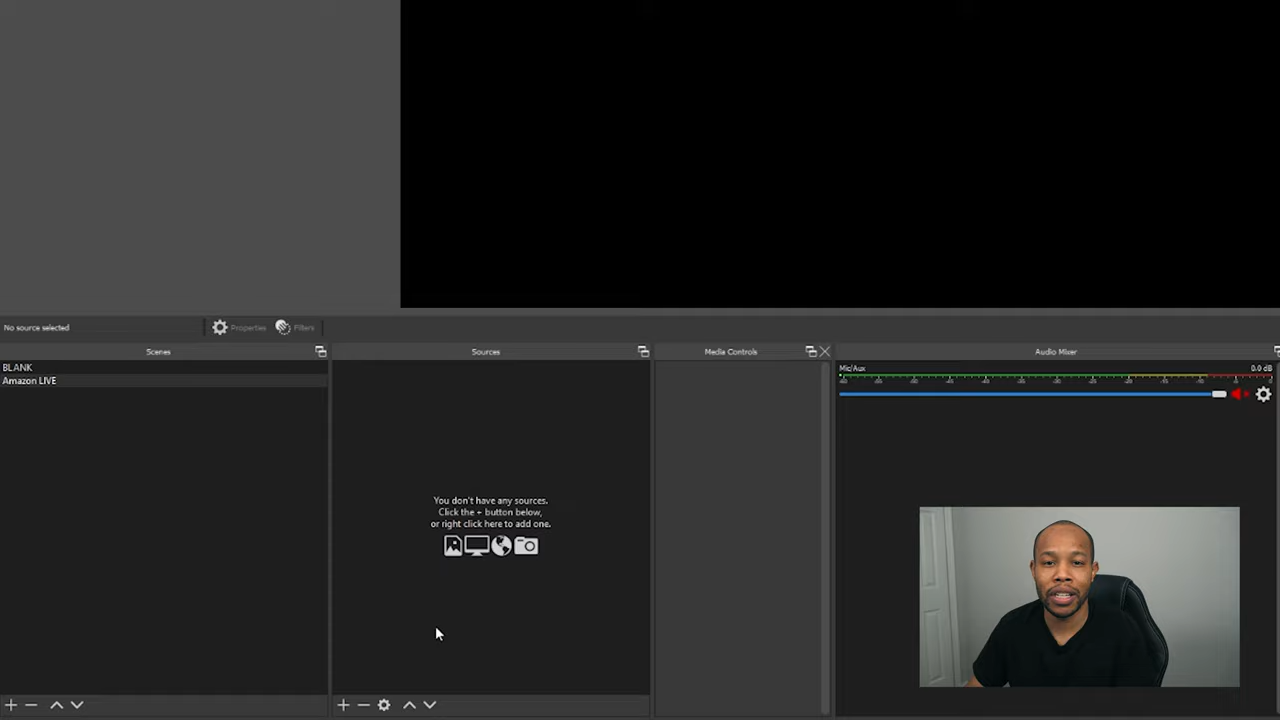 No source selected
Properties
Filters
Scenes
Sources
Media Controls
Audio Mixer
BLANK
Amazon LIVE
Mic/Aux
0.0 dB
You don't have any sources.
Click the + button below,
or right click here to add one.